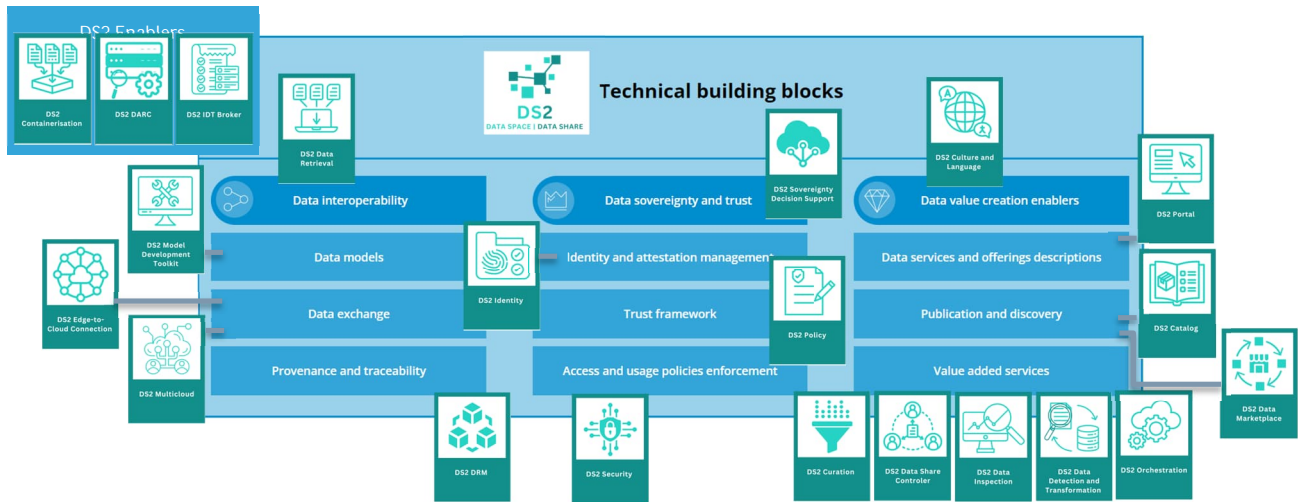 DS2 Enablers
DS2
Containerisation
DS2 DARC
DS2 IDT Broker
DS2 Data
Retrieval
DS2
DATA SPACE | DATA SHARE
Technical building blocks
DS2 Sovereignty
Decision Support
A
DS2 Culture and
Language
DS2 Portal
DS2 Model
Development
Toolkit
DS2 Edge-to-
Cloud Connection
DS2 Multicloud
Data interoperability
Data models
Data exchange
Provenance and traceability
DS2 Identity
Data sovereignty and trust
Identity and attestation management
Trust framework
Access and usage policies enforcement
DS2 Policy
Data value creation enablers
Data services and offerings descriptions
Publication and discovery
Value added services
DS2 Catalog
DS2 Data
Marketplace
DS2 DRM
DS2 Security
DS2 Curation
DS2 Data Share
Controler
DS2 Data
Inspection
DS2 Data
Detection and
Transformation
DS2 Orchestration